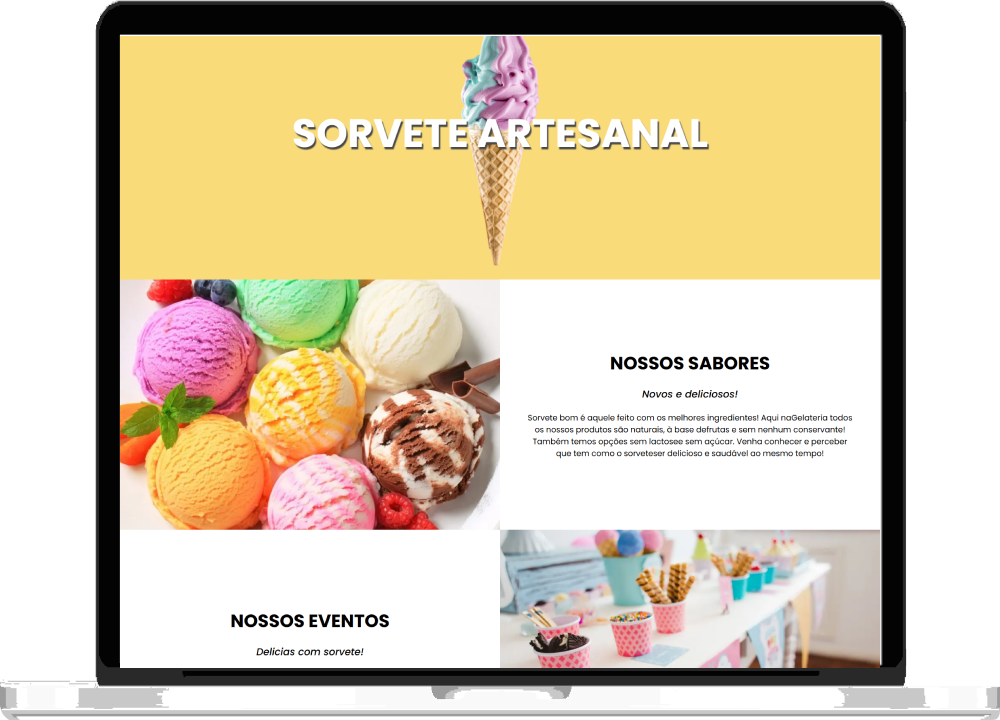 SORVETE ARTESANAL
NOSSOS SABORES
Novos e deliciosos!
Sorvete bom é aquele feito com os melhores ingredientes! Aqui naGelateria todos
os nossos produtos são naturais, à base defrutas e sem nenhum conservante!
Também temos opções sem lactosee sem açúcar. Venha conhecer e perceber
que tem como o sorveteser delicioso e saudável ao mesmo tempo!
NOSSOS EVENTOS
Delicias com sorvete!